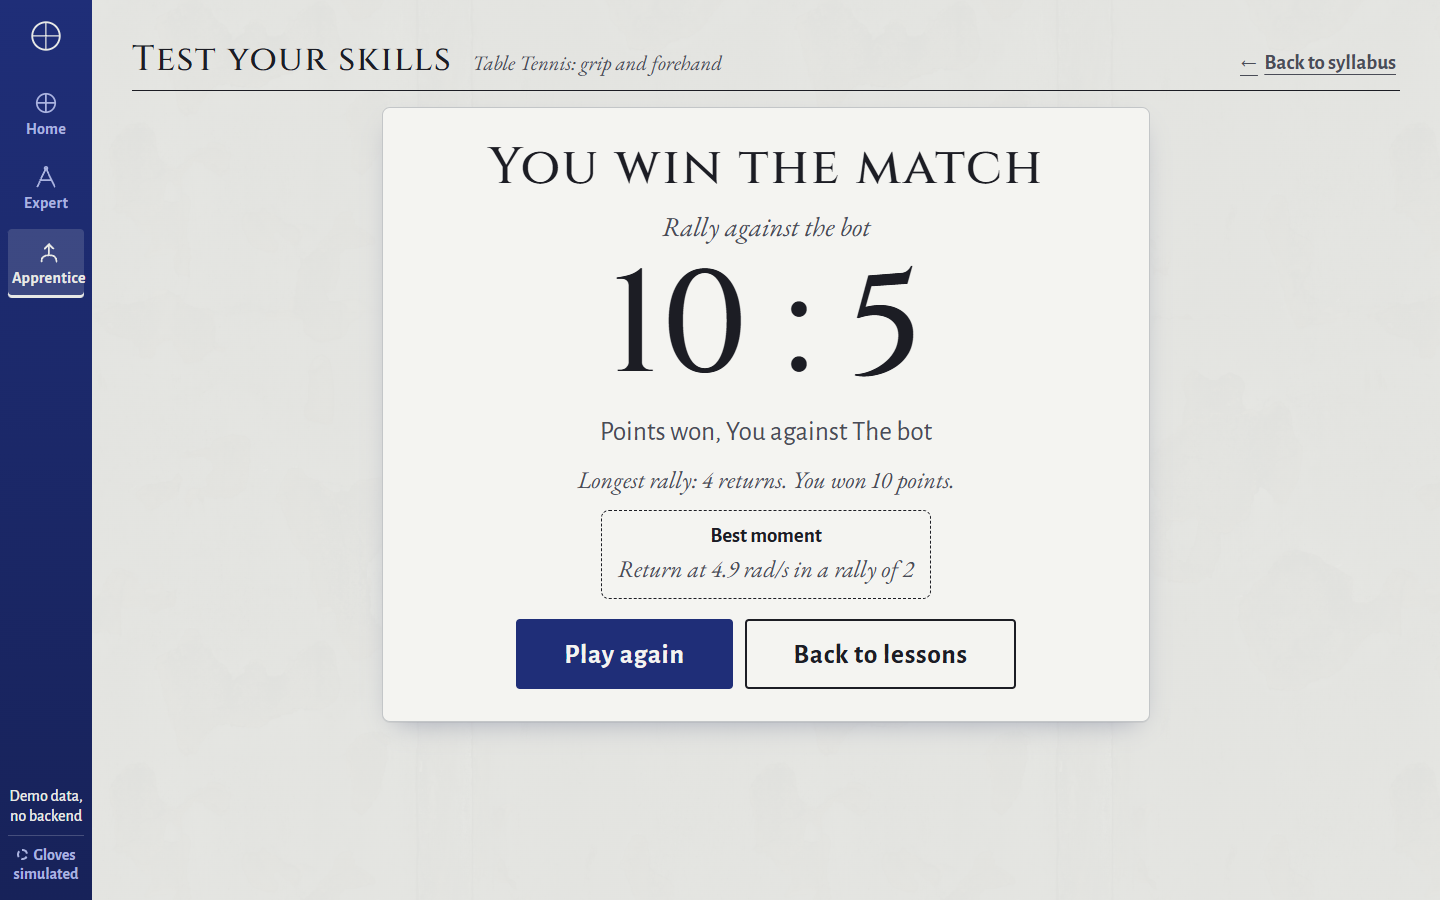 Home
Expert
Apprentice
Demo data,
no backend
Gloves
simulated
Test your skills
Table Tennis: grip and forehand
← Back to syllabus
You win the match
Rally against the bot
10 : 5
Points won, You against The bot
Longest rally: 4 returns. You won 10 points.
Best moment
Return at 4.9 rad/s in a rally of 2
Play again
Back to lessons